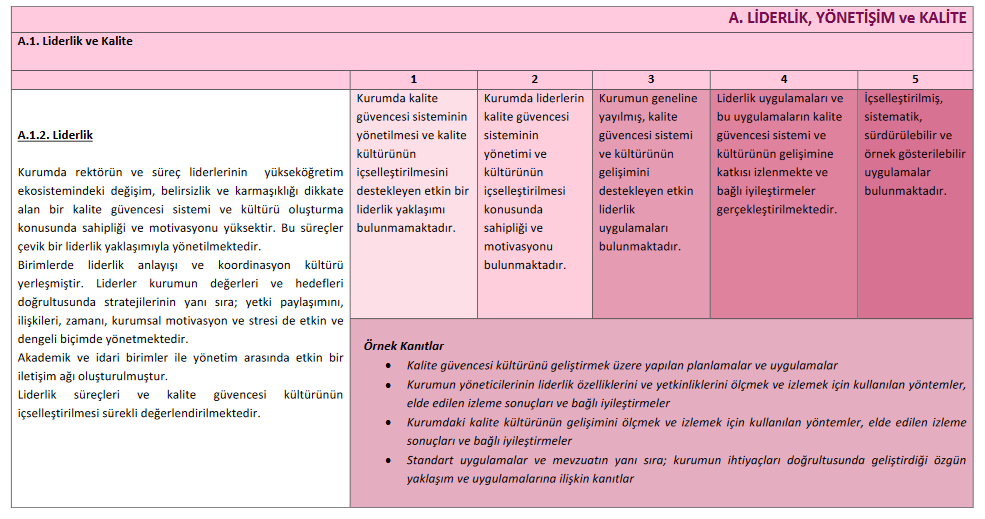 A. LİDERLİK, YÖNETİŞİM ve KALİTE
A.1. Liderlik ve Kalite
1
2
3
4
5
A.1.2. Liderlik
Kurumda rektörün ve süreç liderlerinin yükseköğretim
ekosistemindeki değişim, belirsizlik ve karmaşıklığı dikkate
alan bir kalite güvencesi sistemi ve kültürü oluşturma
konusunda sahipliği ve motivasyonu yüksektir. Bu süreçler
çevik bir liderlik yaklaşımıyla yönetilmektedir.
Birimlerde liderlik anlayışı ve koordinasyon kültürü
yerleşmiştir. Liderler kurumun değerleri ve hedefleri
doğrultusunda stratejilerinin yanı sıra; yetki paylaşımını,
ilişkileri, zamanı, kurumsal motivasyon ve stresi de etkin ve
dengeli biçimde yönetmektedir.
Akademik ve idari birimler ile yönetim arasında etkin bir
iletişim ağı oluşturulmuştur.
Liderlik süreçleri ve kalite güvencesi kültürünün
içselleştirilmesi sürekli değerlendirilmektedir.
Kurumda kalite
güvencesi sisteminin
yönetilmesi ve kalite
kültürünün
içselleştirilmesini
destekleyen etkin bir
liderlik yaklaşımı
bulunmamaktadır.
Kurumda liderlerin
kalite güvencesi
sisteminin
yönetimi ve
kültürünün
içselleştirilmesi
konusunda
sahipliği ve
motivasyonu
bulunmaktadır.
Kurumun geneline
yayılmış, kalite
güvencesi sistemi
ve kültürünün
gelişimini
destekleyen etkin
liderlik
uygulamaları
bulunmaktadır.
Liderlik uygulamaları ve
bu uygulamaların kalite
güvencesi sistemi ve
kültürünün gelişimine
katkısı izlenmekte ve
bağlı iyileştirmeler
gerçekleştirilmektedir.
İçselleştirilmiş,
sistematik,
sürdürülebilir ve
örnek gösterilebilir
uygulamalar
bulunmaktadır.
Örnek Kanıtlar
• Kalite güvencesi kültürünü geliştirmek üzere yapılan planlamalar ve uygulamalar
• Kurumun yöneticilerinin liderlik özelliklerini ve yetkinliklerini ölçmek ve izlemek için kullanılan yöntemler,
elde edilen izleme sonuçları ve bağlı iyileştirmeler
• Kurumdaki kalite kültürünün gelişimini ölçmek ve izlemek için kullanılan yöntemler, elde edilen izleme
sonuçları ve bağlı iyileştirmeler
• Standart uygulamalar ve mevzuatın yanı sıra; kurumun ihtiyaçları doğrultusunda geliştirdiği özgün
yaklaşım ve uygulamalarına ilişkin kanıtlar